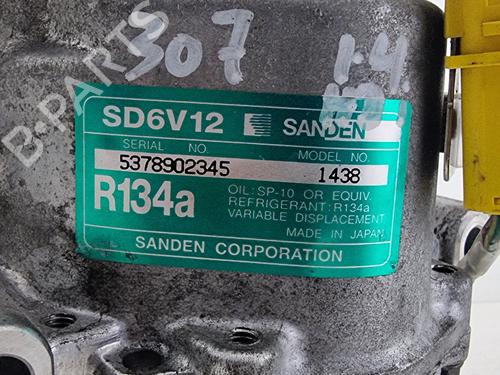 307 1.4
B-PARTS
SD6V12 SANDEN
SERIAL NO. MODEL NO.
5378902345 1438
R134a
OIL: SP-10 OR EQUIV.
REFRIGERANT: R134a
VARIABLE DISPLACEMENT
MADE IN JAPAN
SANDEN CORPORATION